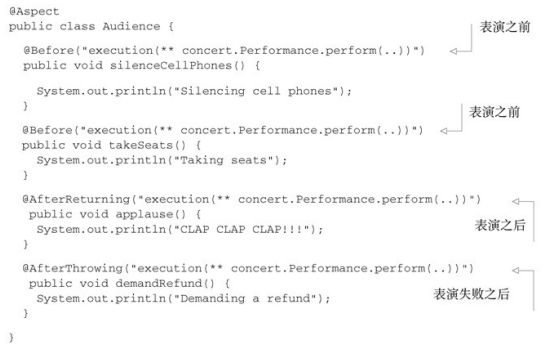 @Aspect
public class Audience {
@Before("execution(** concert.Performance.perform(..))")
表演之前
public void silenceCellPhones() {
System.out.println("Silencing cell phones");
}
表演之前
@Before("execution(** concert.Performance.perform(..))")
public void takeSeats() {
System.out.println("Taking seats");
}
@AfterReturning("execution(** concert.Performance.perform(..))")
public void applause() {
表演之后
System.out.println("CLAP CLAP CLAP!!!");
}
@AfterThrowing("execution(** concert.Performance.perform(..))")
public void demandRefund() {
表演失败之后
System.out.println("Demanding a refund");
}
}